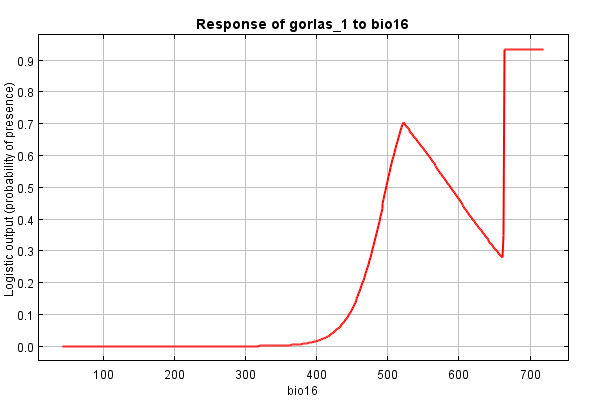 Response of gorlas_1 to bio16
Logistic output (probability of presence)
0.9
0.8
0.7
0.6
0.5
0.4
0.3
0.2
0.1
0.0
100 200 300 400 500 600 700
bio16